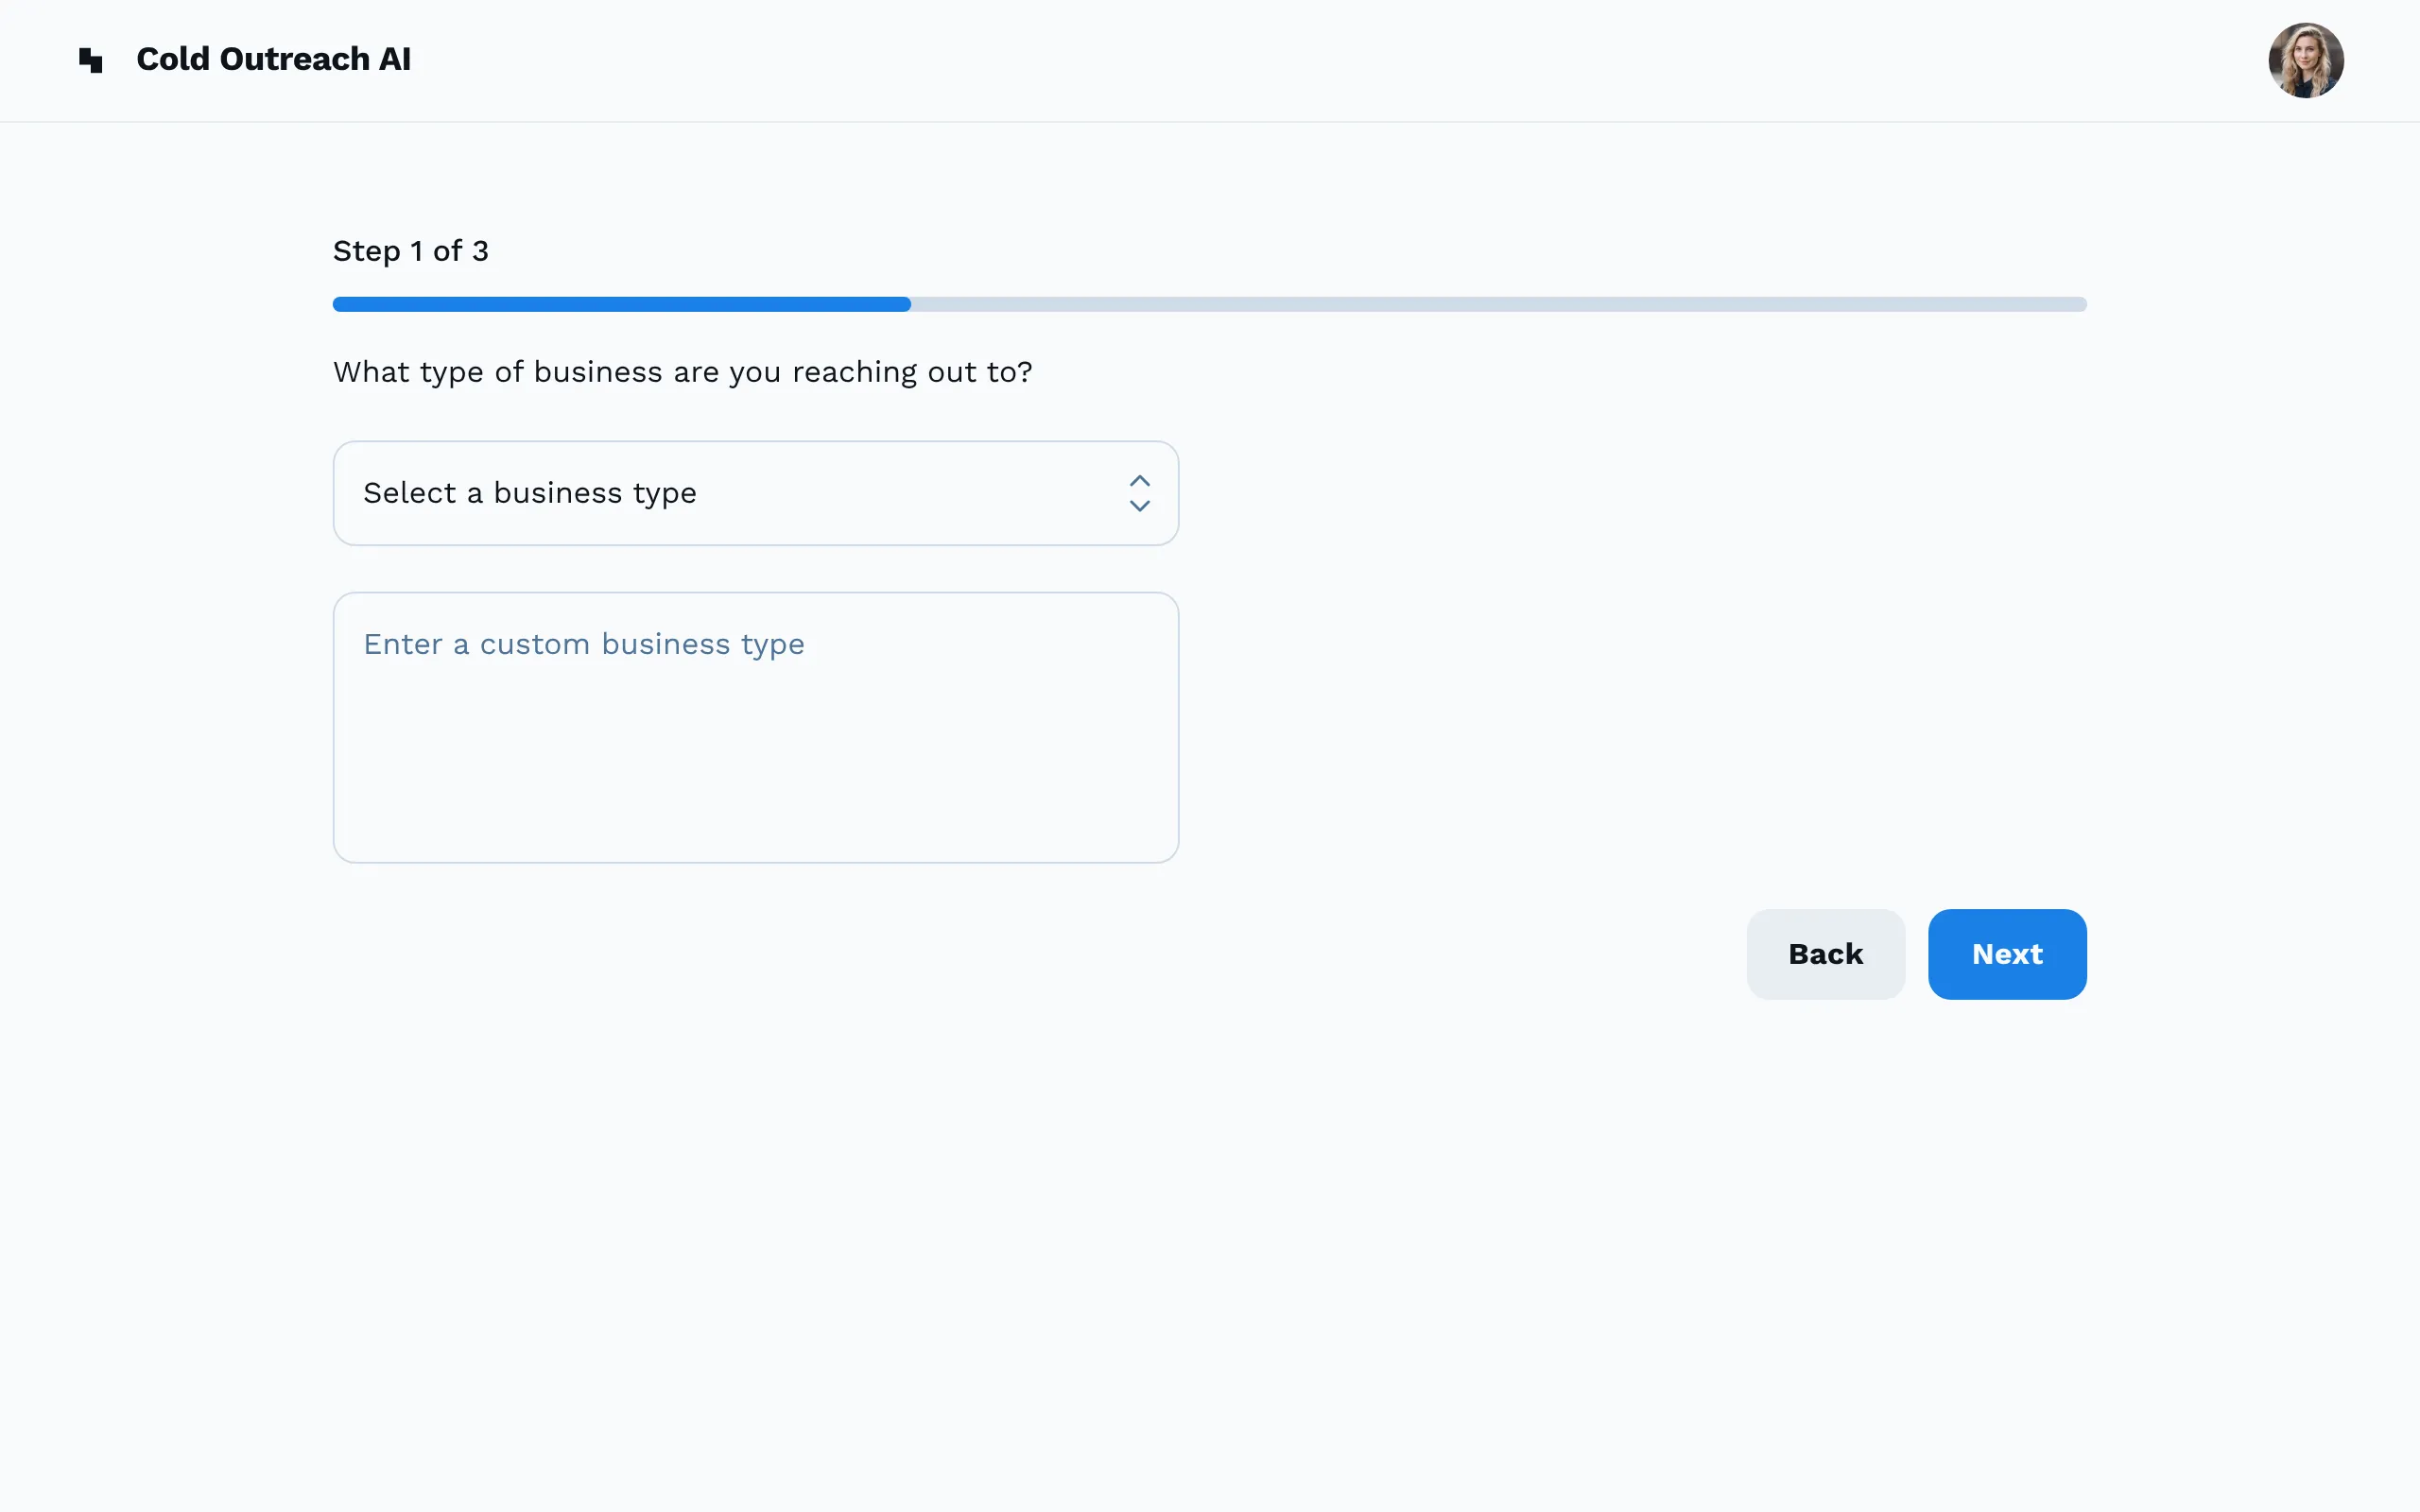 Cold Outreach AI
Step 1 of 3
What type of business are you reaching out to?
Select a business type
Enter a custom business type
Back
Next